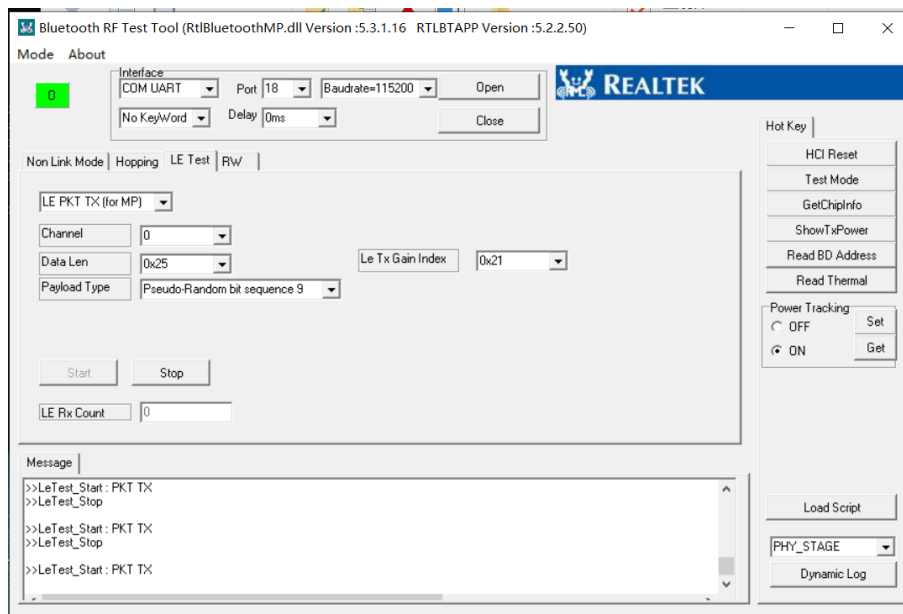 Bluetooth RF Test Tool (RtlBluetoothMP.dll Version :5.3.1.16 RTLBTAPP Version :5.2.2.50)
Mode About
0
Interface
COM UART Port 18 Baudrate=115200 Open
No KeyWord Delay 0ms Close
REALTEK
Hot Key
HCI Reset
Test Mode
GetChipInfo
ShowTxPower
Read BD Address
Read Thermal
Power Tracking
OFF Set
ON Get
Non Link Mode Hopping LE Test RW
LE PKT TX (for MP)
Channel 0
Data Len 0x25 Le Tx Gain Index 0x21
Payload Type Pseudo-Random bit sequence 9
Start Stop
LE Rx Count 0
Message
>>LeTest_Start : PKT TX
>>LeTest_Stop
>>LeTest_Start : PKT TX
>>LeTest_Stop
>>LeTest_Start : PKT TX
Load Script
PHY_STAGE
Dynamic Log